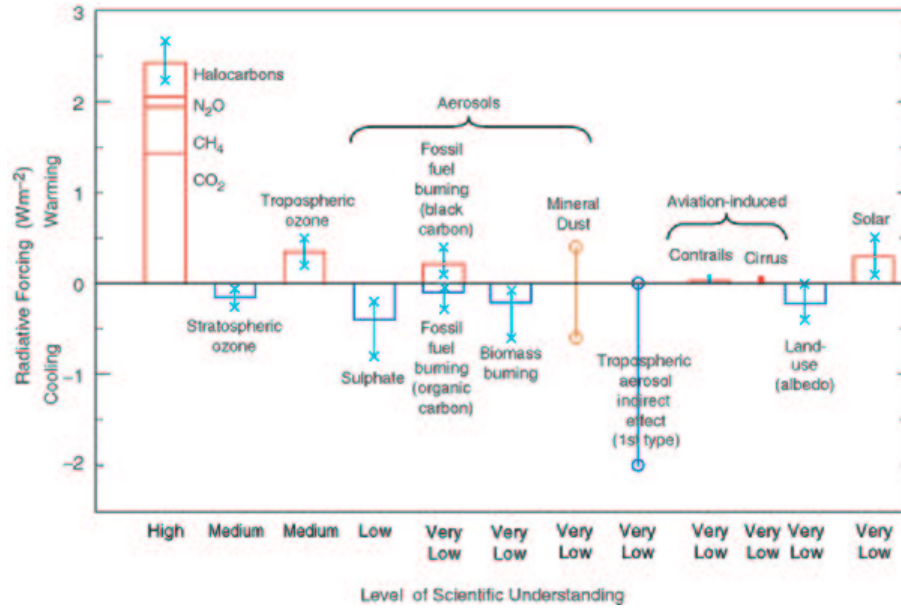 3
2
1
0
−1
−2
Radiative Forcing (Wm−2)
Cooling Warming
Halocarbons
N2O
CH4
CO2
Stratospheric
ozone
Tropospheric
ozone
Aerosols
Sulphate
Fossil
fuel
burning
(black
carbon)
Fossil
fuel
burning
(organic
carbon)
Biomass
burning
Mineral
Dust
Tropospheric
aerosol
indirect
effect
(1st type)
Aviation-induced
Contrails Cirrus
Land-
use
(albedo)
Solar
High Medium Medium Low Very Very Very Very Very Very Very Very
Low Low Low Low Low Low Low Low
Level of Scientific Understanding